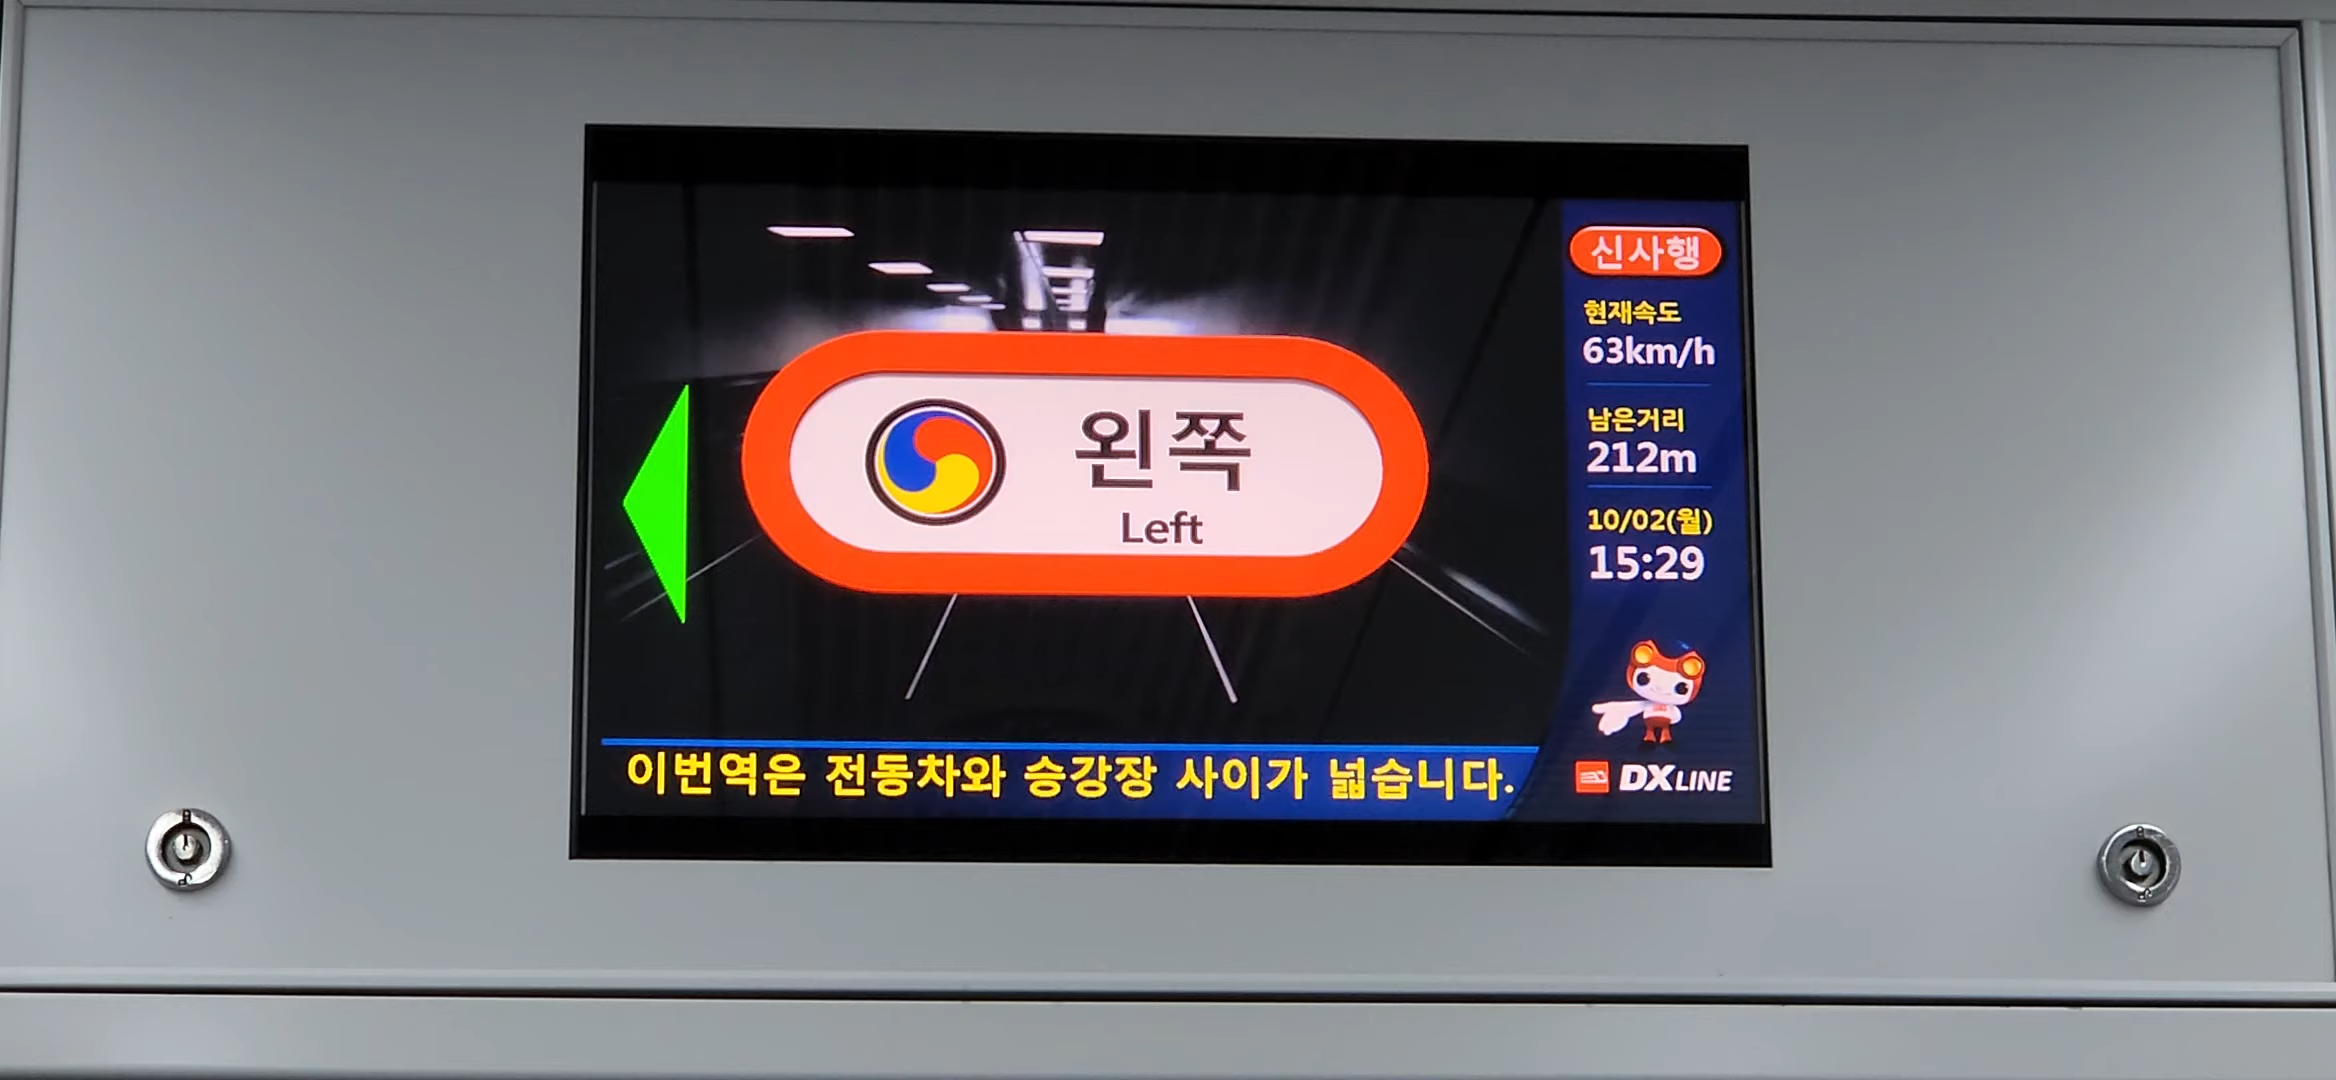 왼쪽
Left
이번역은 전동차와 승강장 사이가 넓습니다.
신사행
현재속도
63km/h
남은거리
212m
10/02(월)
15:29
DX LINE